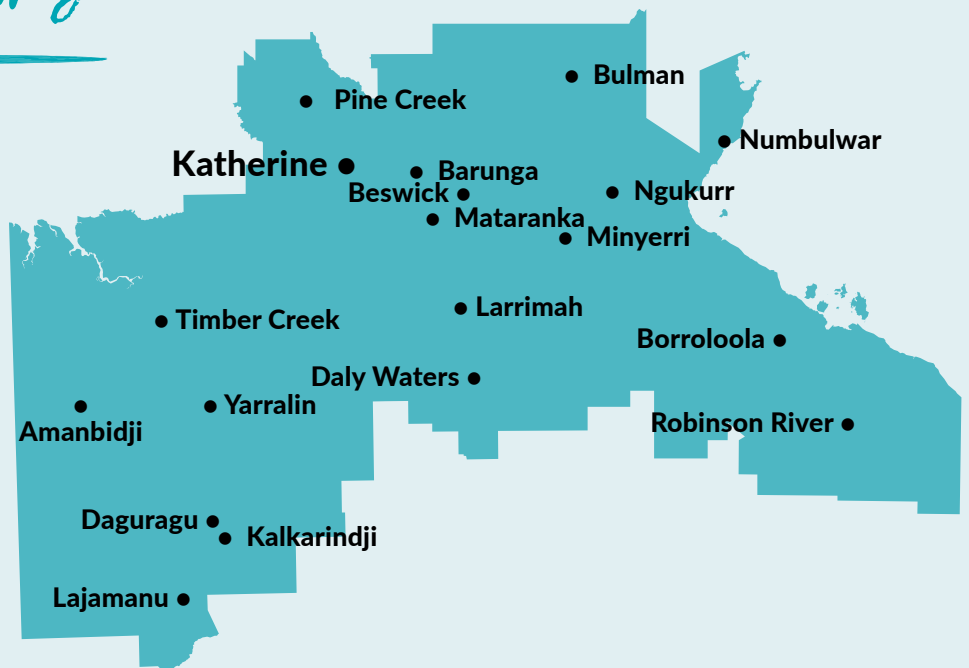 Bulman
Pine Creek
Numbulwar
Katherine
Barunga
Beswick
Ngukurr
Mataranka
Minyerri
Larrimah
Timber Creek
Borroloola
Daly Waters
Yarralin
Amanbidji
Robinson River
Daguragu
Kalkarindji
Lajamanu